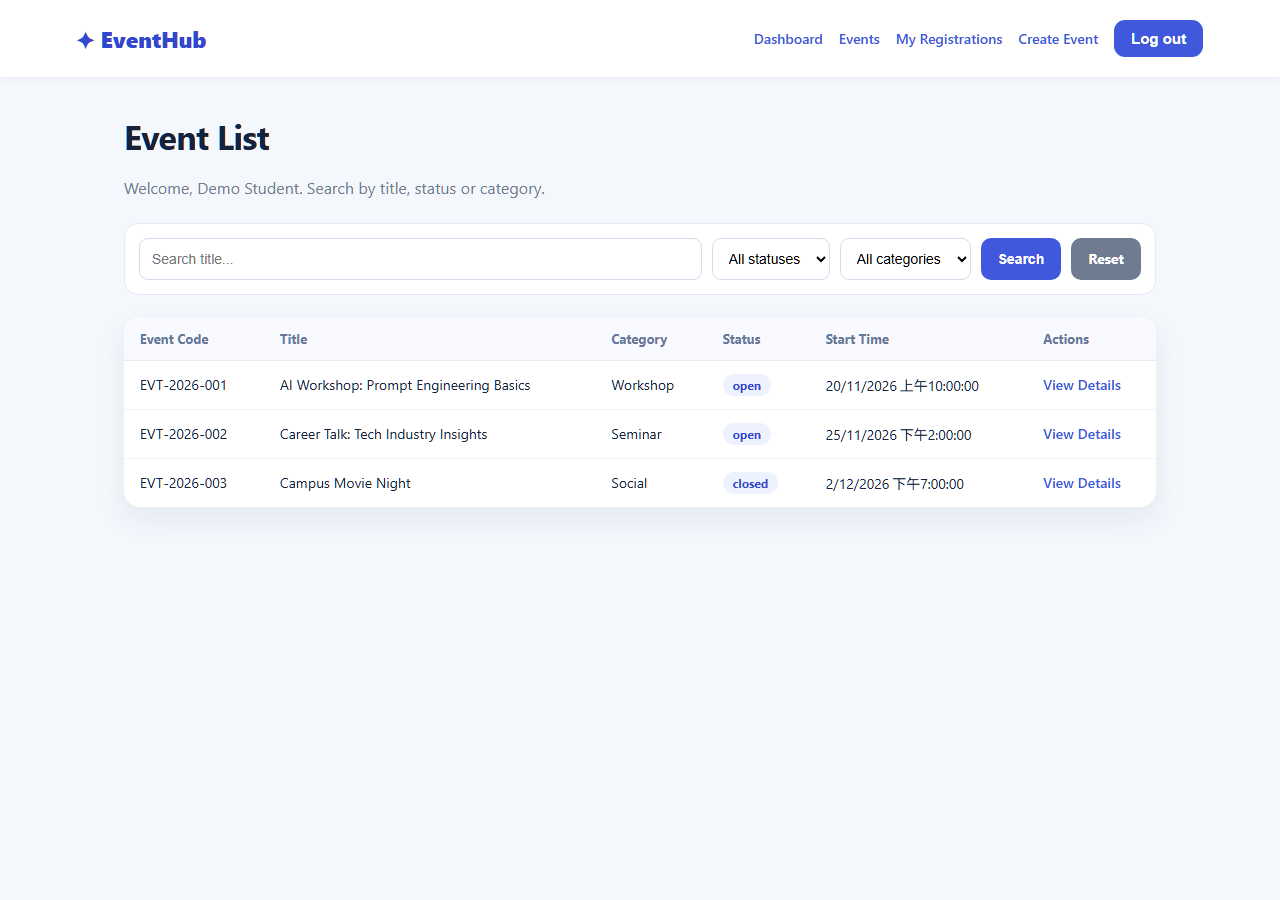 ✦ EventHub
Dashboard Events My Registrations Create Event Log out
Event List
Welcome, Demo Student. Search by title, status or category.
Search title... All statuses All categories Search Reset
Event Code Title Category Status Start Time Actions
EVT-2026-001 AI Workshop: Prompt Engineering Basics Workshop open 20/11/2026 上午10:00:00 View Details
EVT-2026-002 Career Talk: Tech Industry Insights Seminar open 25/11/2026 下午2:00:00 View Details
EVT-2026-003 Campus Movie Night Social closed 2/12/2026 下午7:00:00 View Details